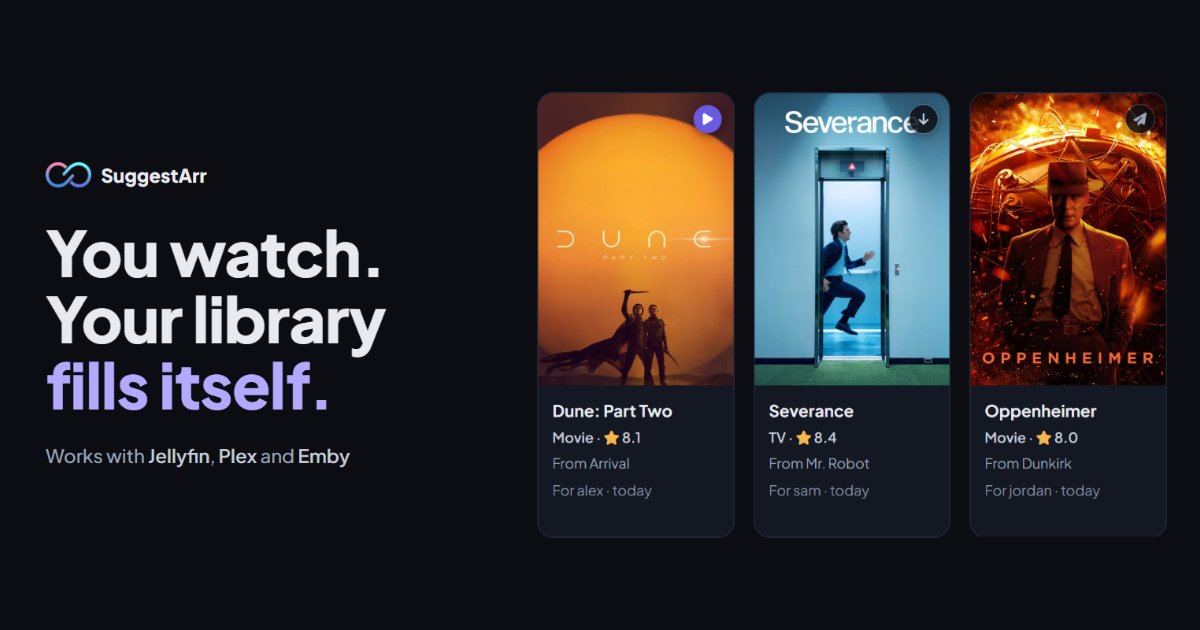 SuggestArr
You watch.
Your library
fills itself.
Works with Jellyfin, Plex and Emby
DUNE
PART TWO
Dune: Part Two
Movie · ⭐ 8.1
From Arrival
For alex · today
Severance
Severance
TV · ⭐ 8.4
From Mr. Robot
For sam · today
OPPENHEIMER
Oppenheimer
Movie · ⭐ 8.0
From Dunkirk
For jordan · today